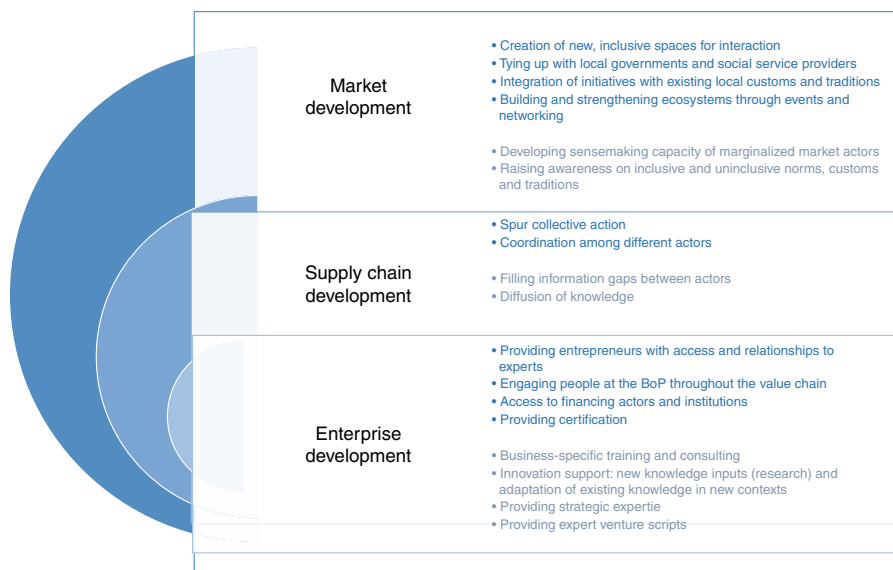 Market
development
• Creation of new, inclusive spaces for interaction
• Tying up with local governments and social service providers
• Integration of initiatives with existing local customs and traditions
• Building and strengthening ecosystems through events and
networking
• Developing sensemaking capacity of marginalized market actors
• Raising awareness on inclusive and uninclusive norms, customs
and traditions
Supply chain
development
• Spur collective action
• Coordination among different actors
• Filling information gaps between actors
• Diffusion of knowledge
Enterprise
development
• Providing entrepreneurs with access and relationships to
experts
• Engaging people at the BoP throughout the value chain
• Access to financing actors and institutions
• Providing certification
• Business-specific training and consulting
• Innovation support: new knowledge inputs (research) and
adaptation of existing knowledge in new contexts
• Providing strategic expertie
• Providing expert venture scripts